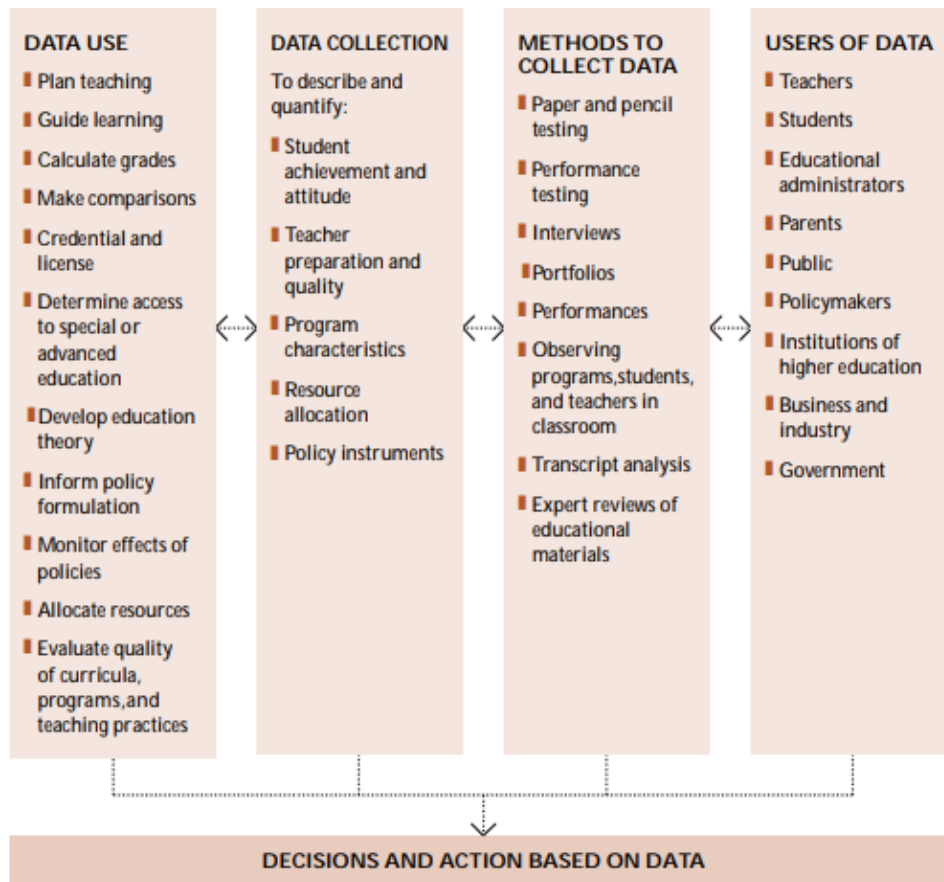 DATA USE
Plan teaching
Guide learning
Calculate grades
Make comparisons
Credential and
license
Determine access
to special or
advanced
education
Develop education
theory
Inform policy
formulation
Monitor effects of
policies
Allocate resources
Evaluate quality
of curricula,
programs,and
teaching practices
DATA COLLECTION
To describe and
quantify:
Student
achievement and
attitude
Teacher
preparation and
quality
Program
characteristics
Resource
allocation
Policy instruments
METHODS TO
COLLECT DATA
Paper and pencil
testing
Performance
testing
Interviews
Portfolios
Performances
Observing
programs,students,
and teachers in
classroom
Transcript analysis
Expert reviews of
educational
materials
USERS OF DATA
Teachers
Students
Educational
administrators
Parents
Public
Policymakers
Institutions of
higher education
Business and
industry
Government
DECISIONS AND ACTION BASED ON DATA